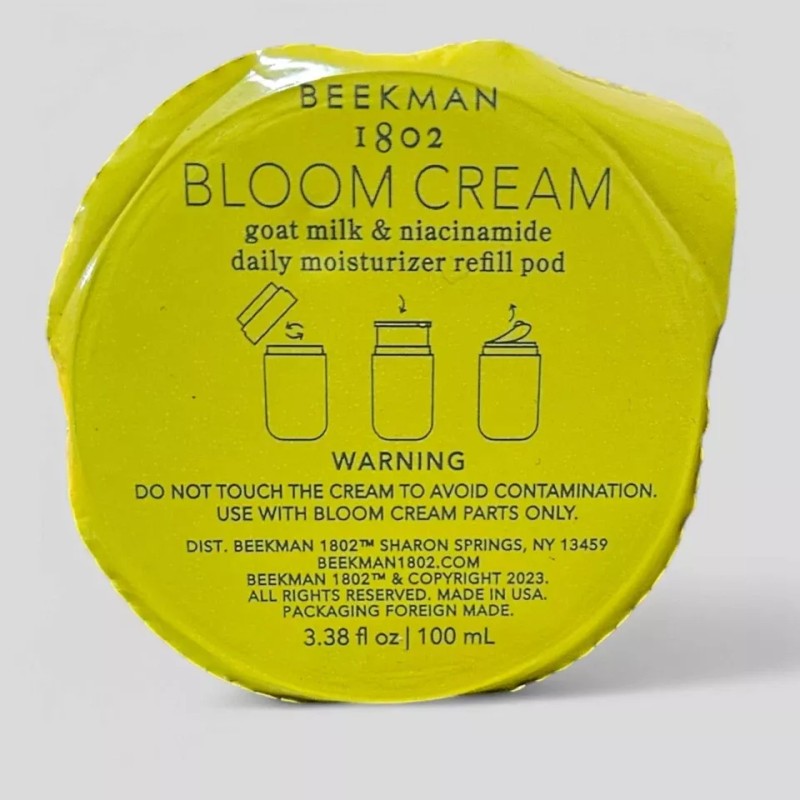 BEEKMAN
1802
BLOOM CREAM
goat milk & niacinamide
daily moisturizer refill pod
WARNING
DO NOT TOUCH THE CREAM TO AVOID CONTAMINATION.
USE WITH BLOOM CREAM PARTS ONLY.
DIST. BEEKMAN 1802™ SHARON SPRINGS, NY 13459
BEEKMAN1802.COM
BEEKMAN 1802™ & COPYRIGHT 2023.
ALL RIGHTS RESERVED. MADE IN USA.
PACKAGING FOREIGN MADE.
3.38 fl oz | 100 mL